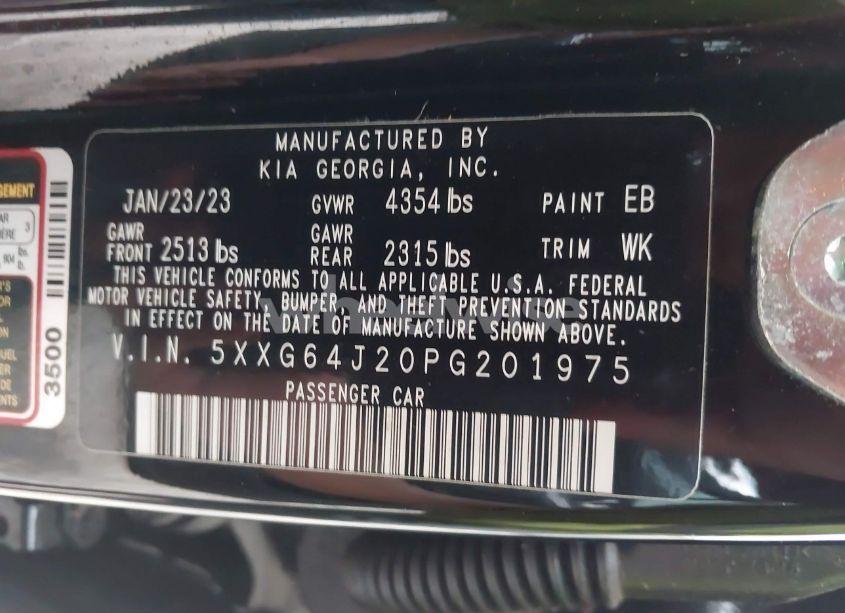 MANUFACTURED BY
KIA GEORGIA, INC.
JAN/23/23 GVWR 4354 lbs PAINT EB
GAWR FRONT 2513 lbs GAWR REAR 2315 lbs TRIM WK
THIS VEHICLE CONFORMS TO ALL APPLICABLE U.S.A. FEDERAL
MOTOR VEHICLE SAFETY, BUMPER, AND THEFT PREVENTION STANDARDS
IN EFFECT ON THE DATE OF MANUFACTURE SHOWN ABOVE.
V.I.N. 5XXG64J20PG201975
PASSENGER CAR
3500